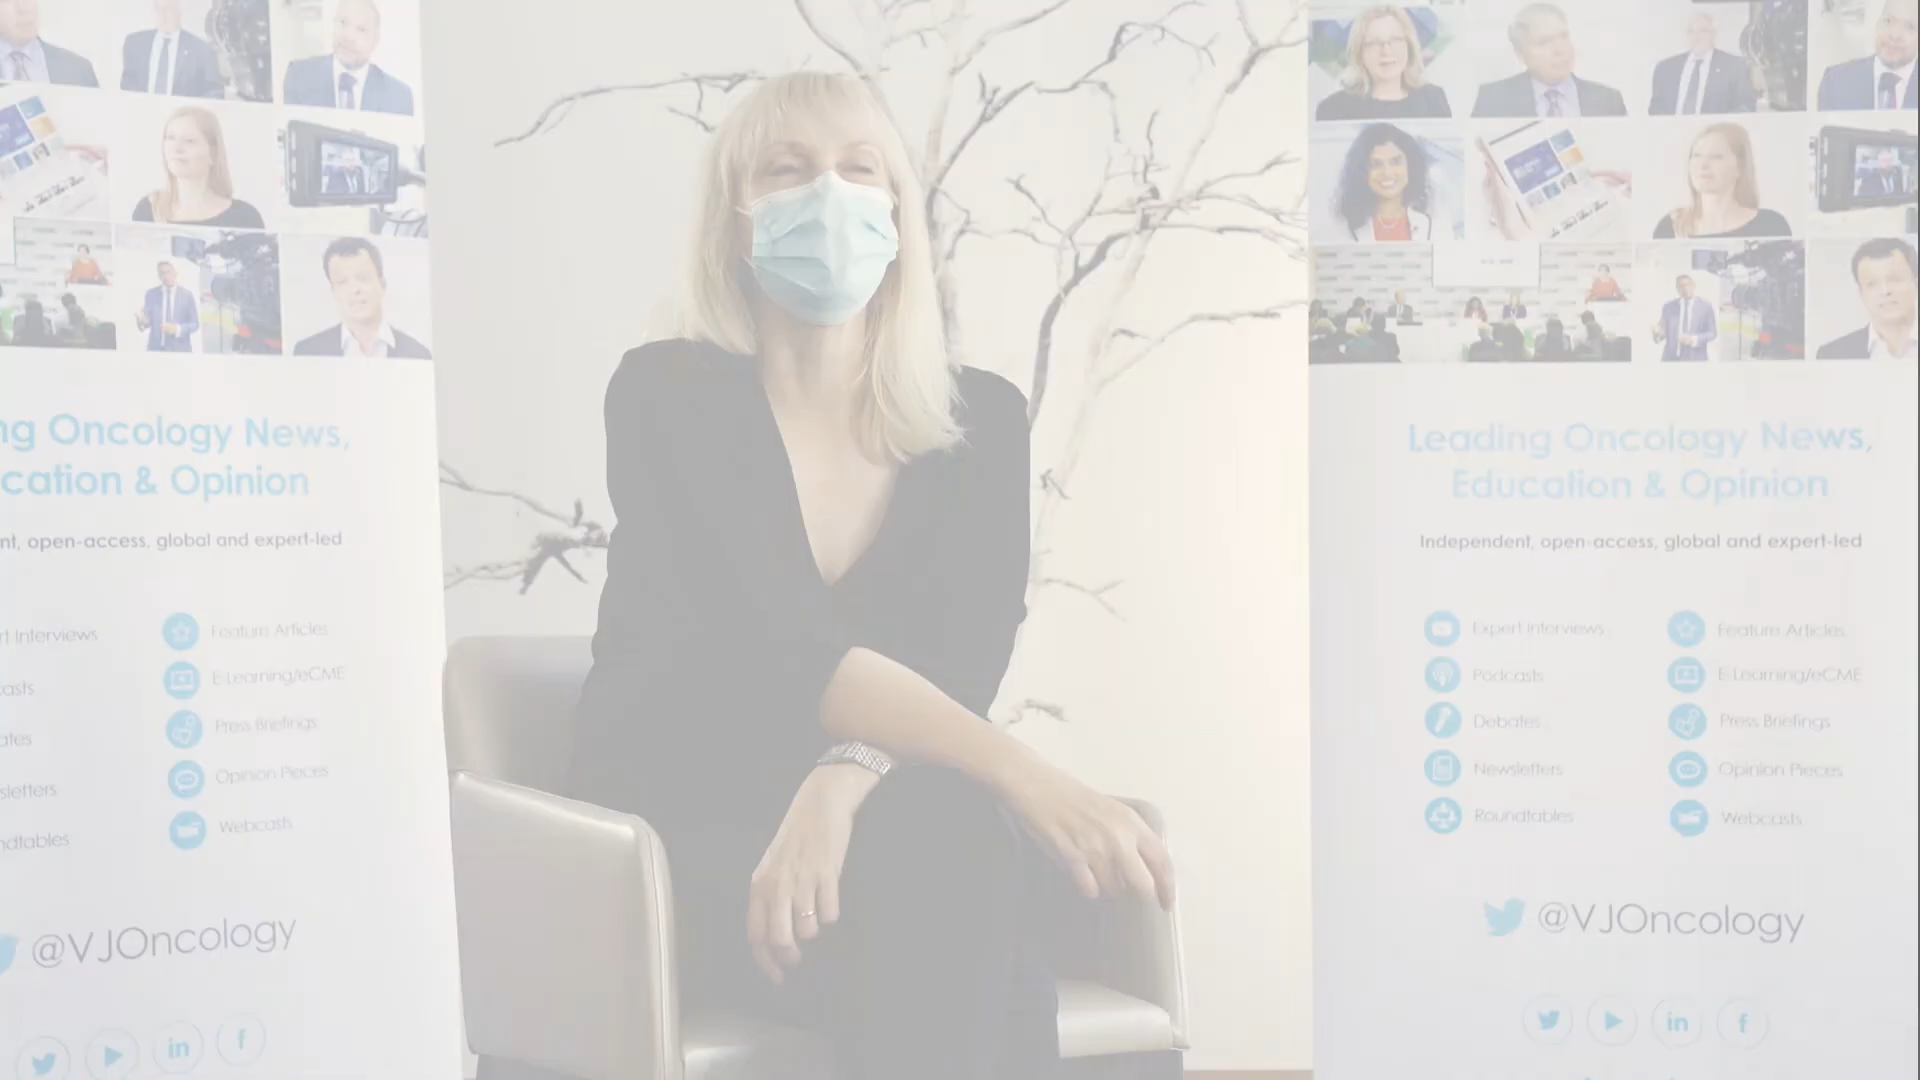 ng Oncology News,
cation & Opinion
nt, open-access, global and expert-led
rt Interviews
Feature Articles
casts
E-Learning/eCME
ates
Press Briefings
sletters
Opinion Pieces
ndtables
Webcasts
@VJOncology
in
f
Leading Oncology News,
Education & Opinion
Independent, open-access, global and expert-led
Expert Interviews
Feature Articles
Podcasts
E-Learning/eCME
Debates
Press Briefings
Newsletters
Opinion Pieces
Roundtables
Webcasts
@VJOncology
in
f